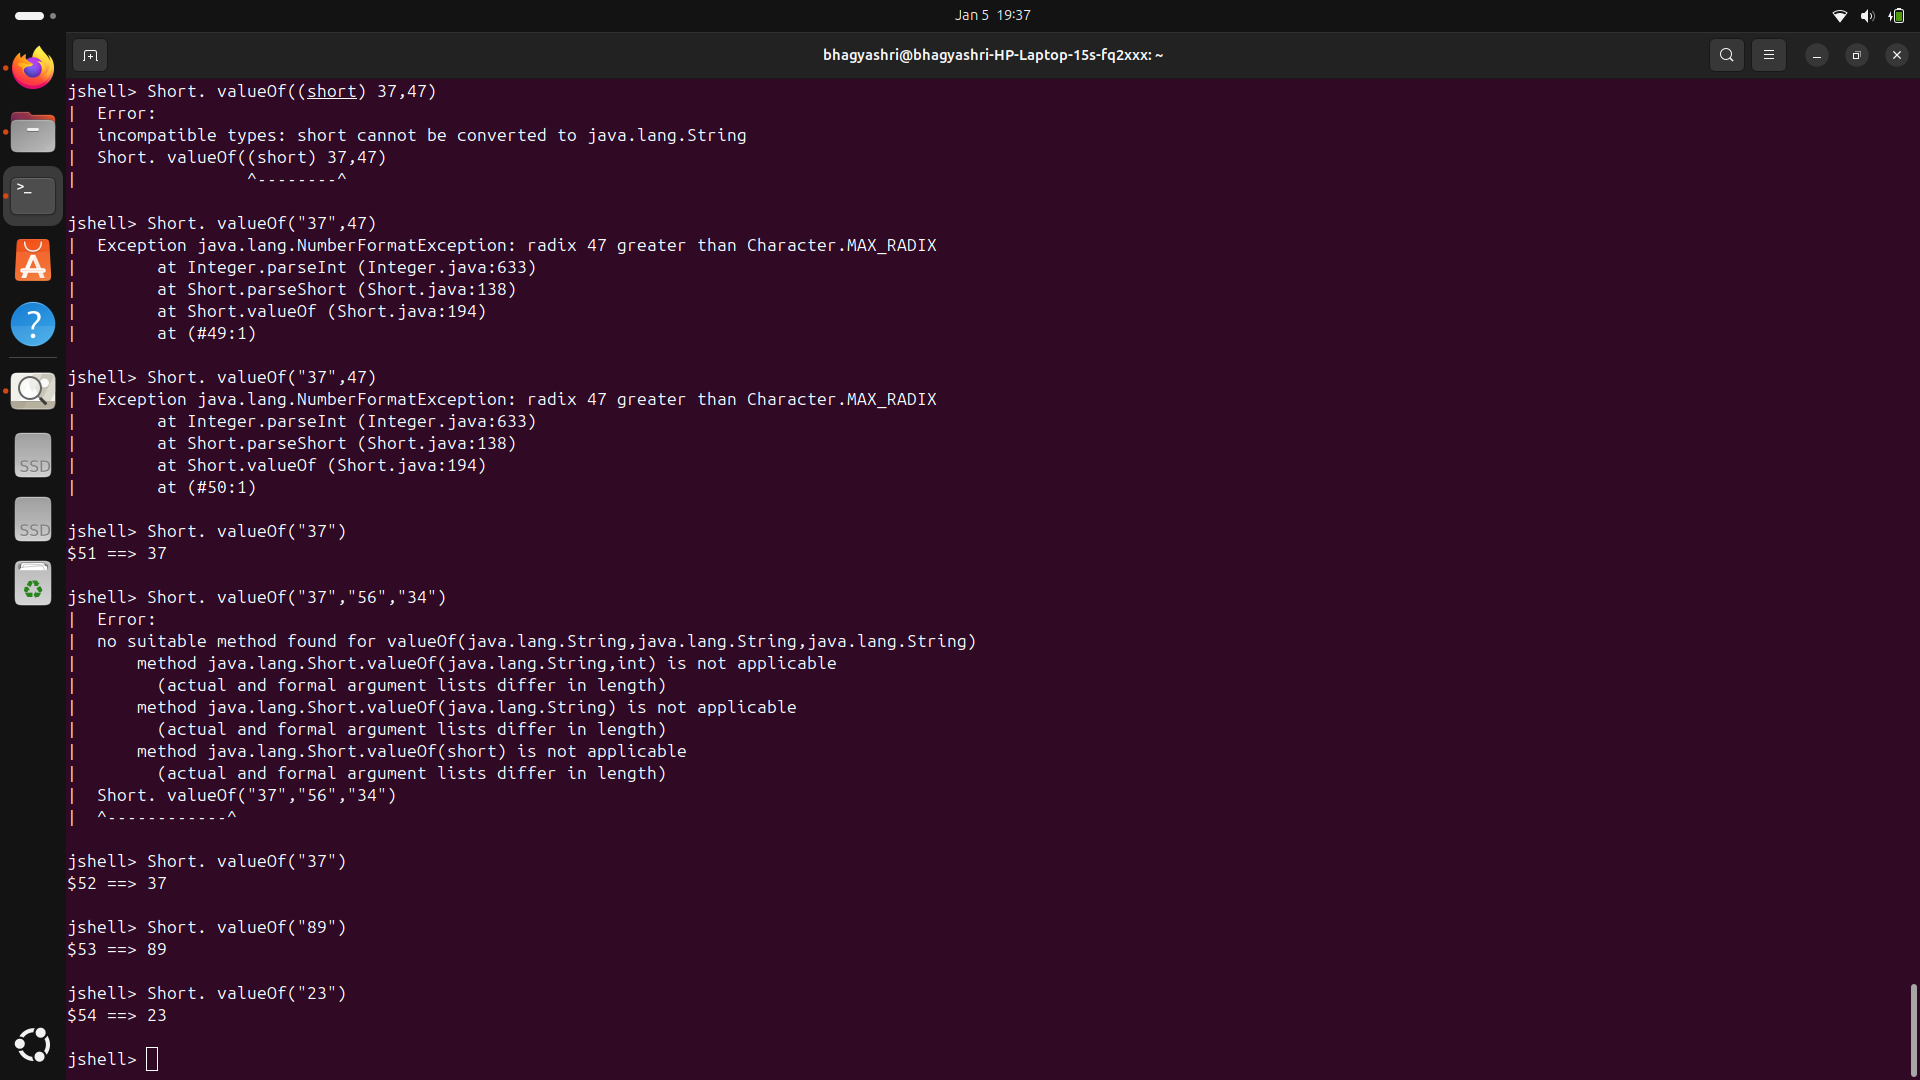 Jan 5 19:37
bhagyashri@bhagyashri-HP-Laptop-15s-fq2xxx: ~
jshell> Short. valueOf((short) 37,47)
|  Error:
|  incompatible types: short cannot be converted to java.lang.String
|  Short. valueOf((short) 37,47)
|                 ^--------^
jshell> Short. valueOf("37",47)
|  Exception java.lang.NumberFormatException: radix 47 greater than Character.MAX_RADIX
|        at Integer.parseInt (Integer.java:633)
|        at Short.parseShort (Short.java:138)
|        at Short.valueOf (Short.java:194)
|        at (#49:1)
jshell> Short. valueOf("37",47)
|  Exception java.lang.NumberFormatException: radix 47 greater than Character.MAX_RADIX
|        at Integer.parseInt (Integer.java:633)
|        at Short.parseShort (Short.java:138)
|        at Short.valueOf (Short.java:194)
|        at (#50:1)
jshell> Short. valueOf("37")
$51 ==> 37
jshell> Short. valueOf("37","56","34")
|  Error:
|  no suitable method found for valueOf(java.lang.String,java.lang.String,java.lang.String)
|      method java.lang.Short.valueOf(java.lang.String,int) is not applicable
|        (actual and formal argument lists differ in length)
|      method java.lang.Short.valueOf(java.lang.String) is not applicable
|        (actual and formal argument lists differ in length)
|      method java.lang.Short.valueOf(short) is not applicable
|        (actual and formal argument lists differ in length)
|  Short. valueOf("37","56","34")
|  ^------------^
jshell> Short. valueOf("37")
$52 ==> 37
jshell> Short. valueOf("89")
$53 ==> 89
jshell> Short. valueOf("23")
$54 ==> 23
jshell>
SSD
SSD